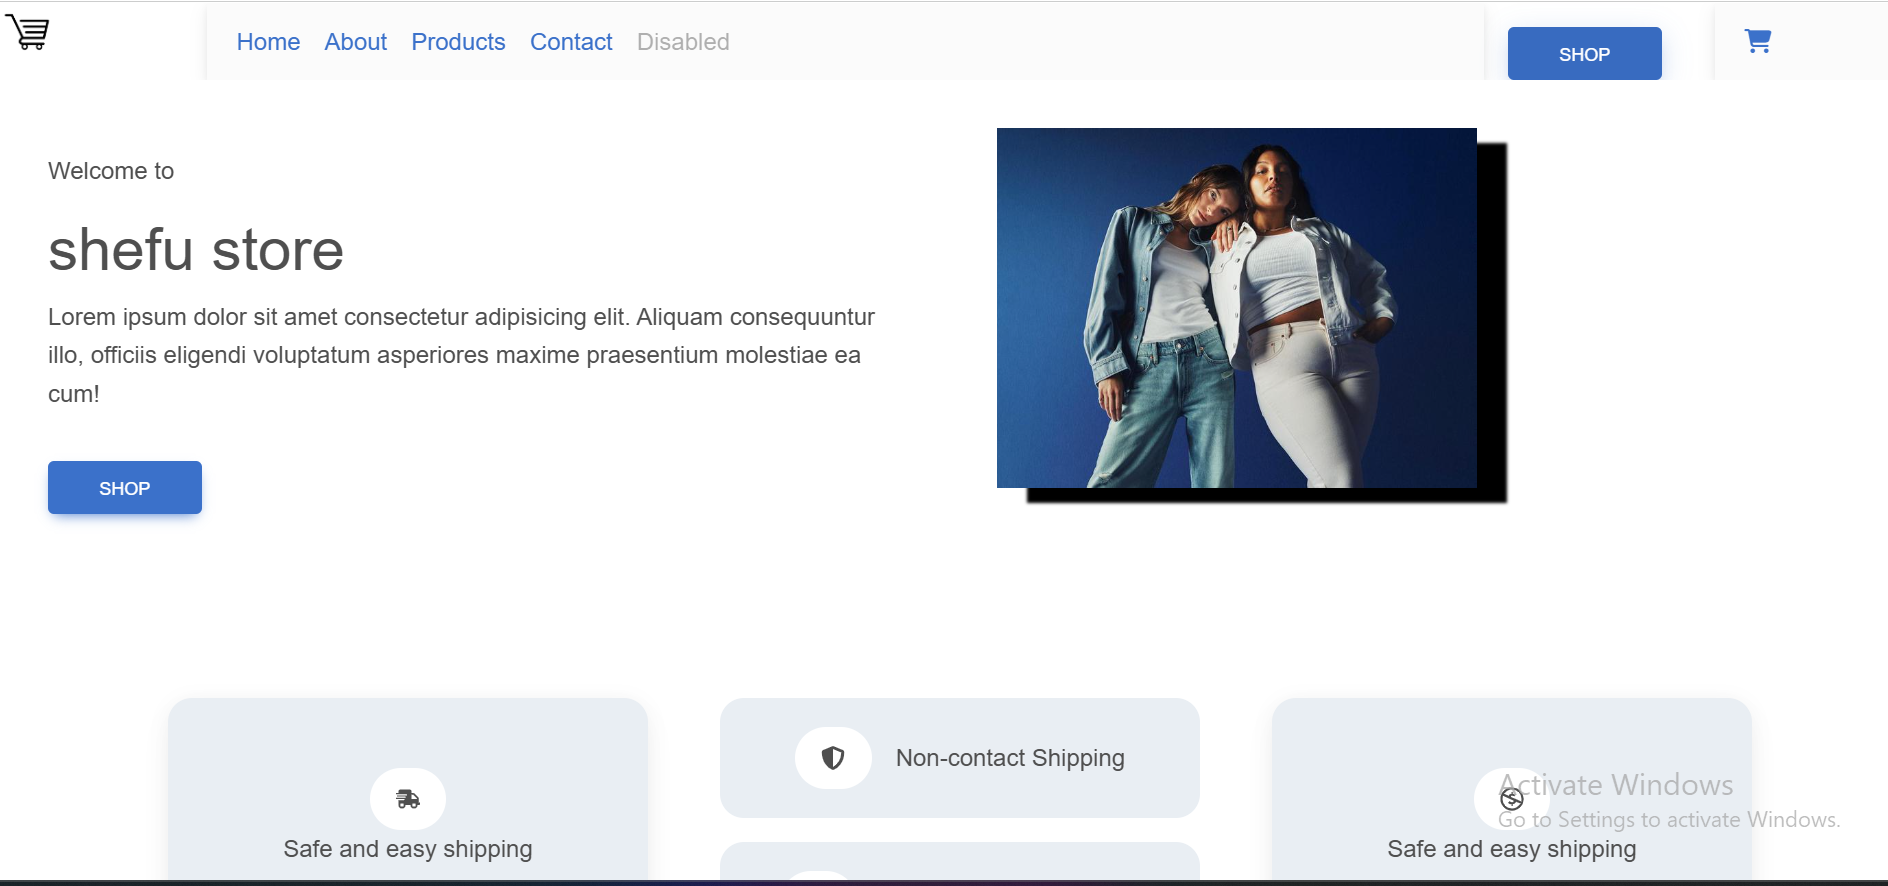 Home About Products Contact Disabled
SHOP
Welcome to
shefu store
Lorem ipsum dolor sit amet consectetur adipisicing elit. Aliquam consequuntur
illo, officiis eligendi voluptatum asperiores maxime praesentium molestiae ea
cum!
SHOP
Safe and easy shipping
Non-contact Shipping
Safe and easy shipping
Activate Windows
Go to Settings to activate Windows.